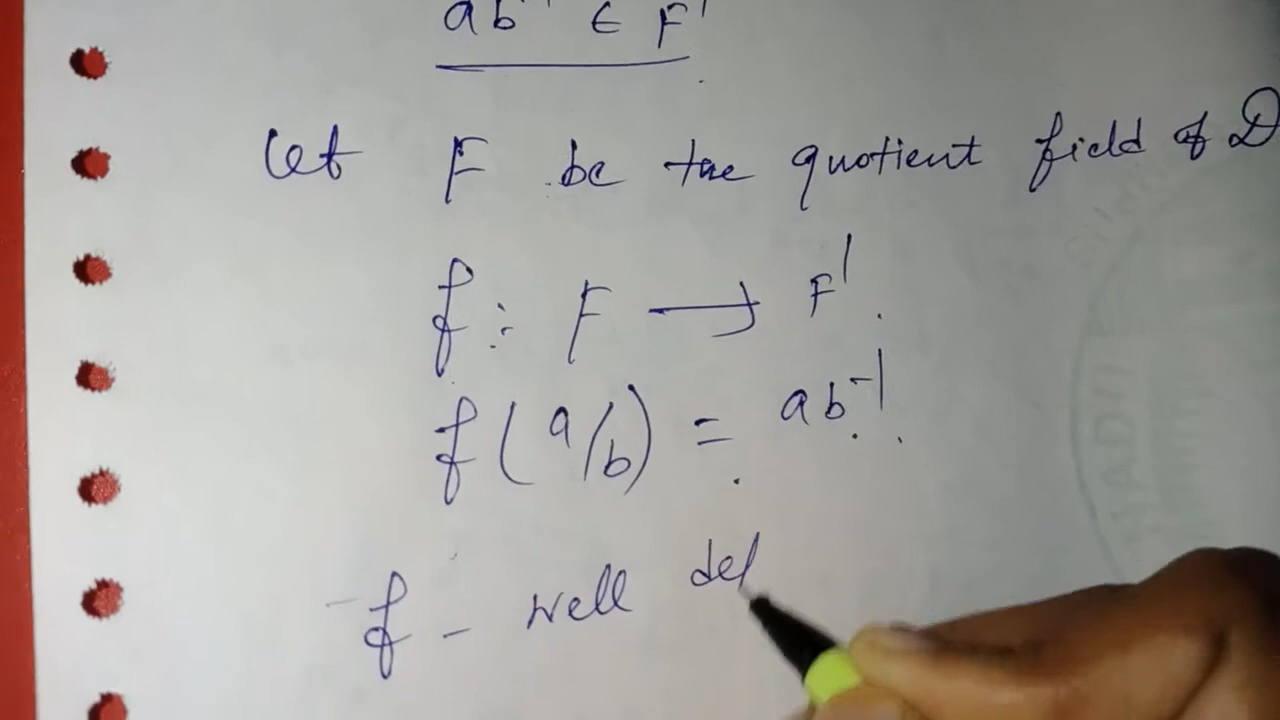 ab⁻¹ ∈ F'
Let F be the quotient field of D
f : F → F'.
f(a/b) = ab⁻¹.
f - well def